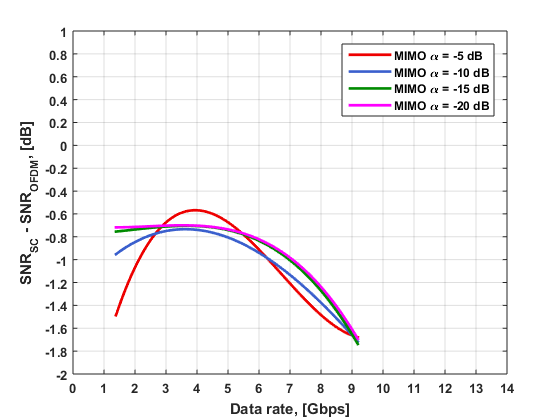 1
0.8
0.6
0.4
0.2
0
-0.2
-0.4
-0.6
-0.8
-1
-1.2
-1.4
-1.6
-1.8
-2
SNR_SC - SNR_OFDM, [dB]
MIMO α = -5 dB
MIMO α = -10 dB
MIMO α = -15 dB
MIMO α = -20 dB
0 1 2 3 4 5 6 7 8 9 10 11 12 13 14
Data rate, [Gbps]